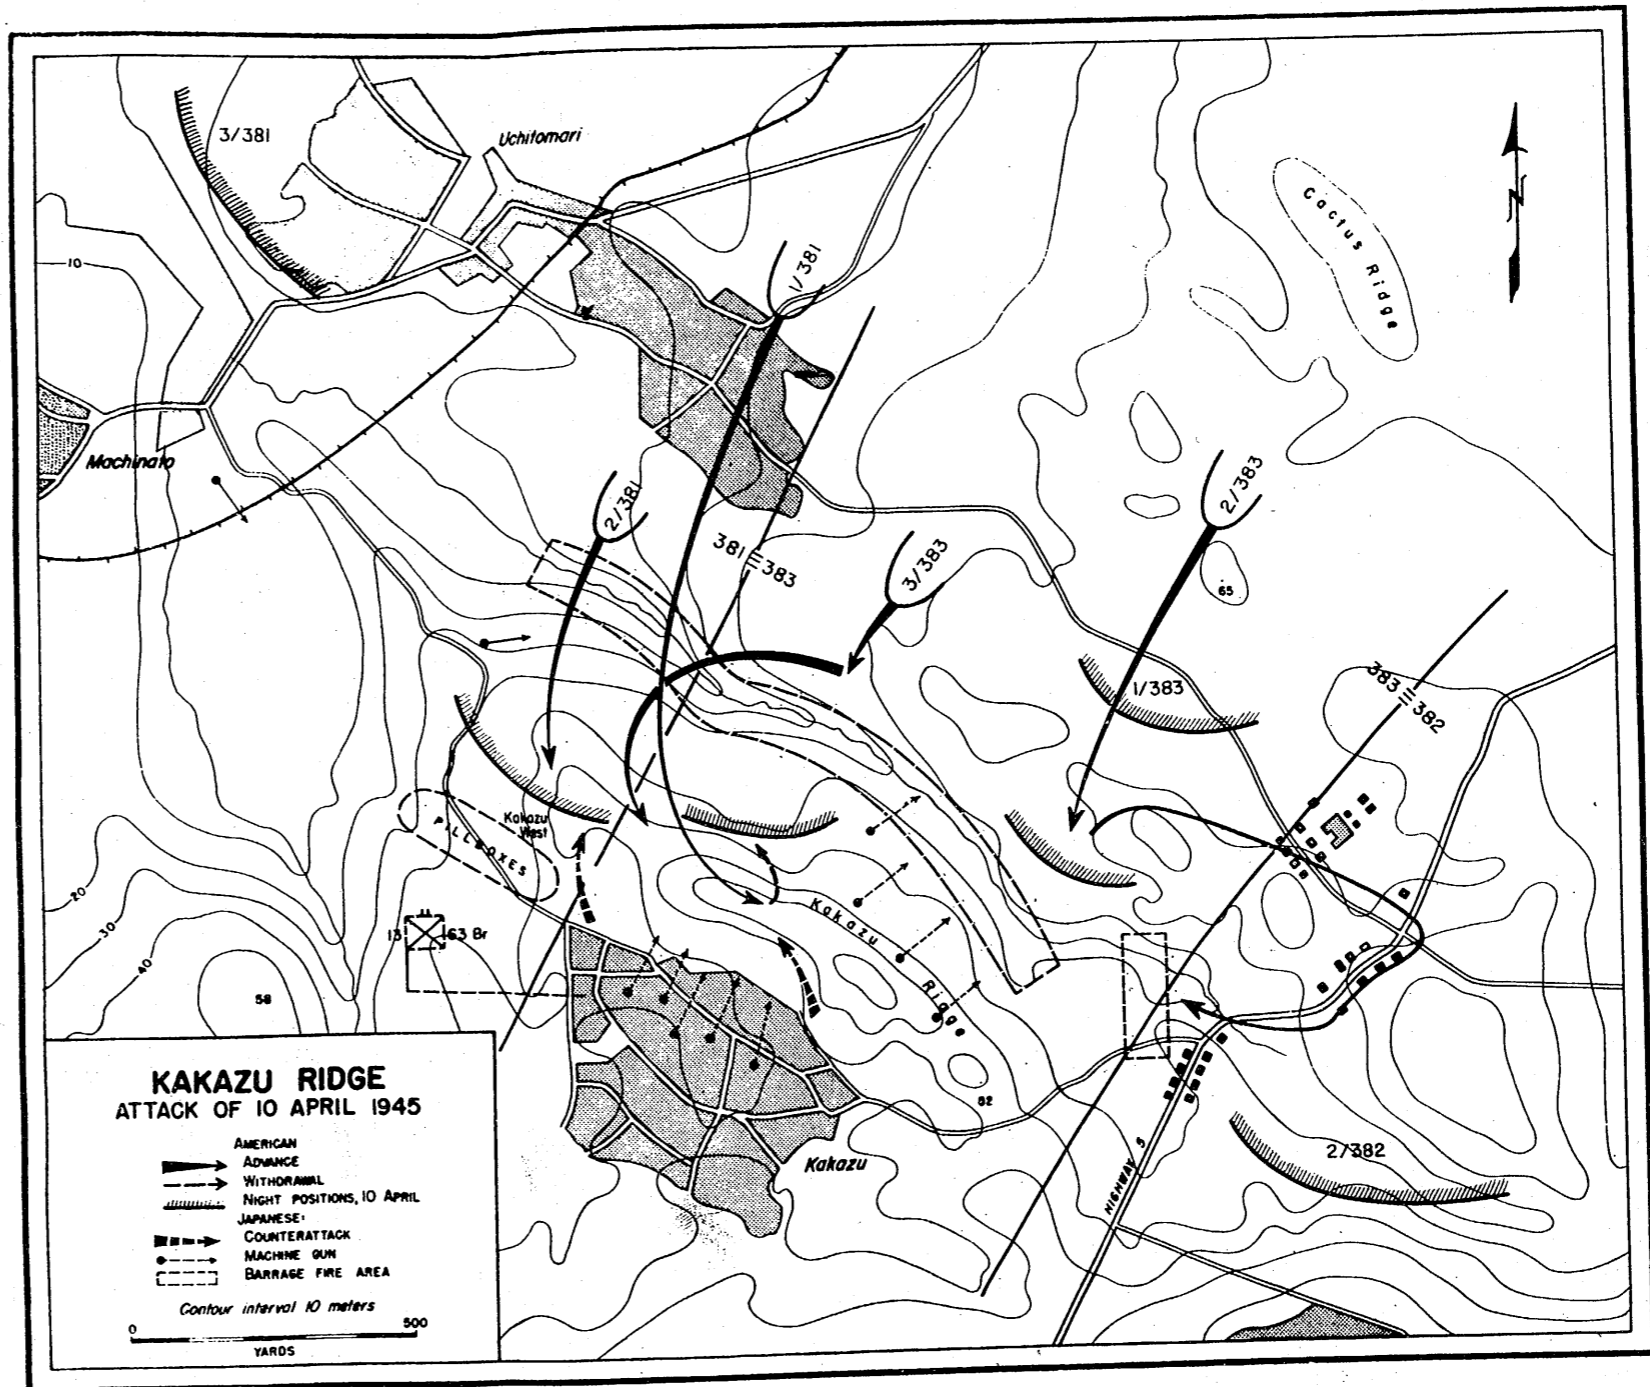 3/381
Uchitomari
1/381
Cactus Ridge
N
10
Machinato
2/381
381 383
3/383
2/383
65
1/383
383 382
Kakazu
West
PILLBOXES
13 63 Br
20
30
40
58
Kakazu Ridge
52
Kakazu
HIGHWAY 5
2/382
KAKAZU RIDGE
ATTACK OF 10 APRIL 1945
AMERICAN
ADVANCE
WITHDRAWAL
NIGHT POSITIONS, 10 APRIL
JAPANESE:
COUNTERATTACK
MACHINE GUN
BARRAGE FIRE AREA
Contour interval 10 meters
0 500
YARDS